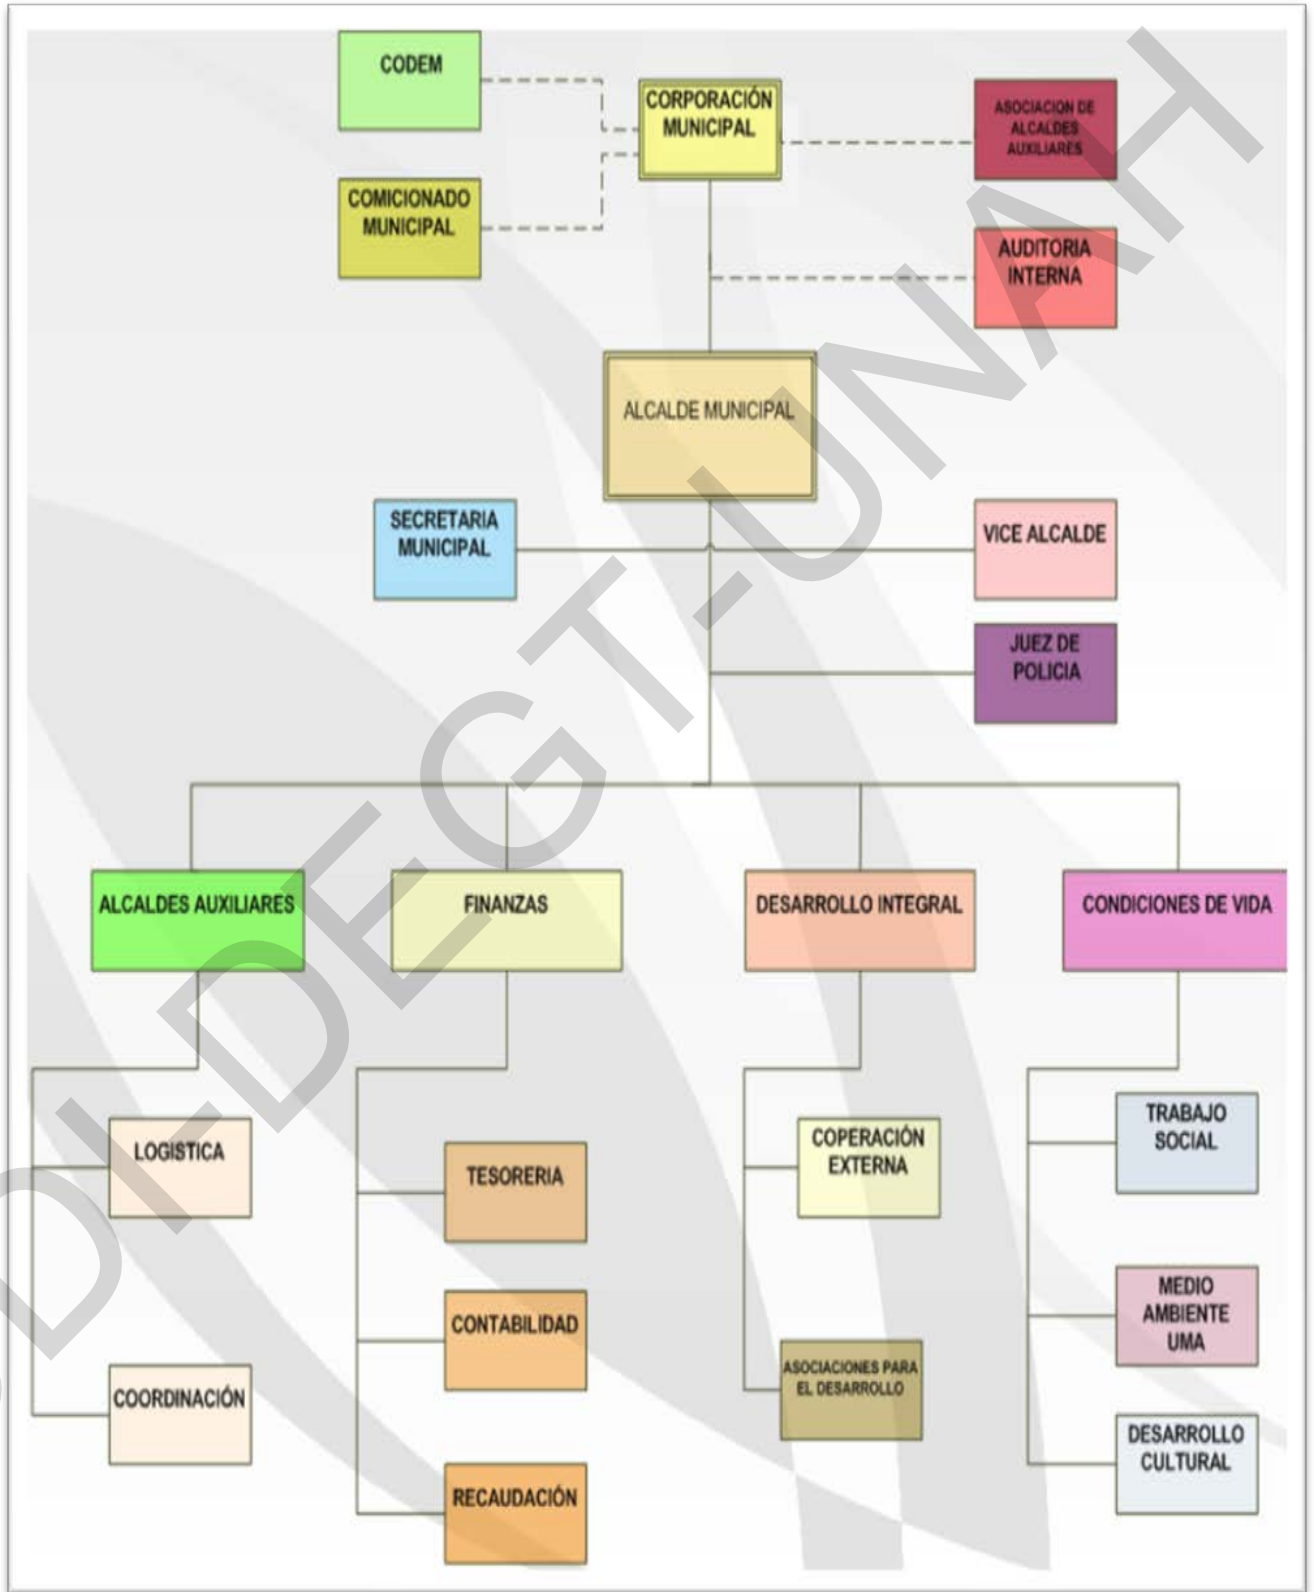 CODEM
CORPORACIÓN
MUNICIPAL
ASOCIACION DE
ALCALDES
AUXILIARES
COMICIONADO
MUNICIPAL
AUDITORIA
INTERNA
ALCALDE MUNICIPAL
SECRETARIA
MUNICIPAL
VICE ALCALDE
JUEZ DE
POLICIA
ALCALDES AUXILIARES
FINANZAS
DESARROLLO INTEGRAL
CONDICIONES DE VIDA
LOGISTICA
COORDINACIÓN
TESORERIA
CONTABILIDAD
RECAUDACIÓN
COPERACIÓN
EXTERNA
ASOCIACIONES PARA
EL DESARROLLO
TRABAJO
SOCIAL
MEDIO
AMBIENTE
UMA
DESARROLLO
CULTURAL
DI-DEGT-UNAH